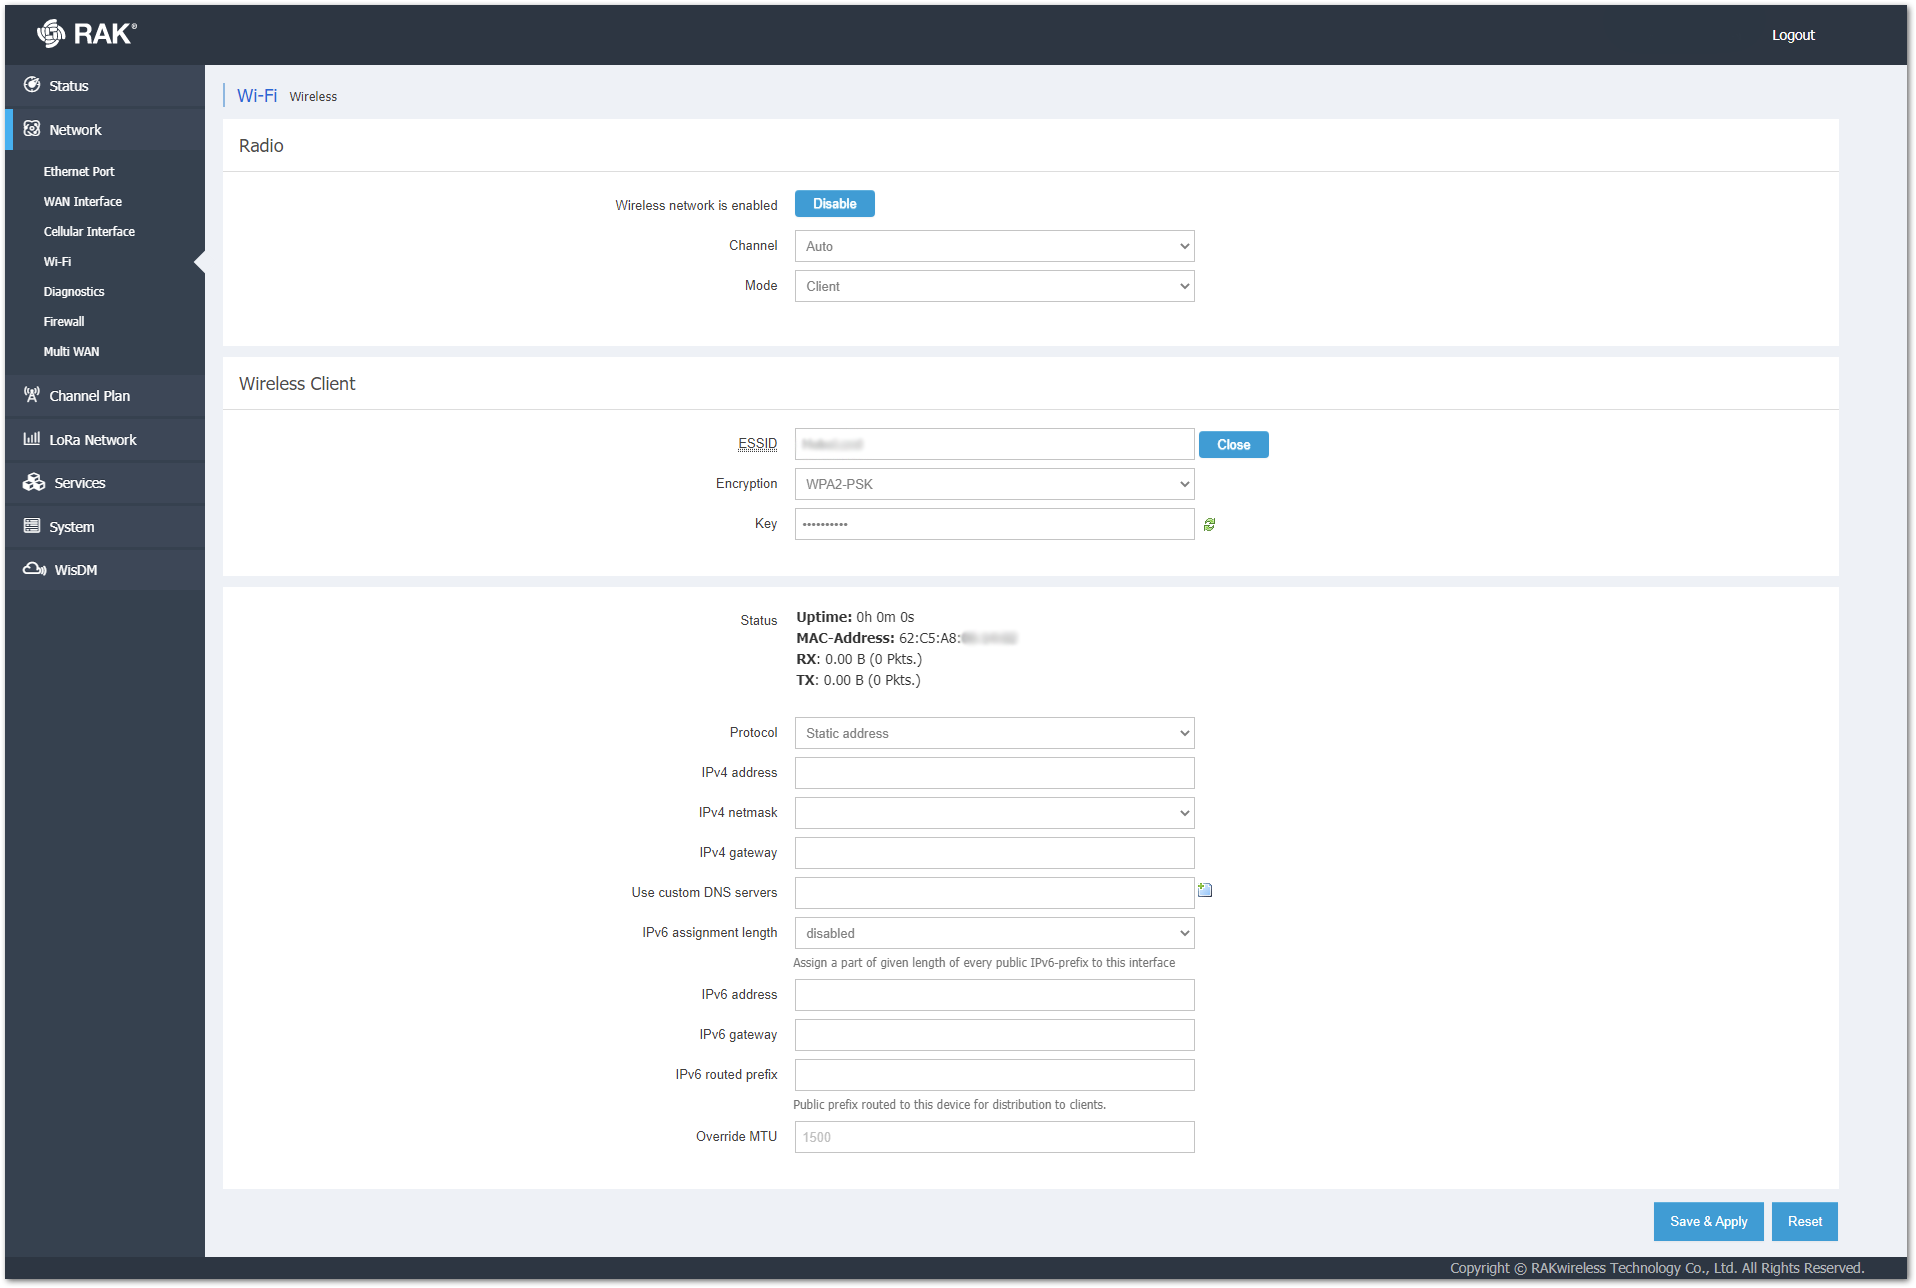 RAK®
Logout
Status
Network
Ethernet Port
WAN Interface
Cellular Interface
Wi-Fi
Diagnostics
Firewall
Multi WAN
Channel Plan
LoRa Network
Services
System
WisDM
Wi-Fi Wireless
Radio
Wireless network is enabled Disable
Channel Auto
Mode Client
Wireless Client
ESSID Close
Encryption WPA2-PSK
Key ••••••••••
Status Uptime: 0h 0m 0s
MAC-Address: 62:C5:A8:
RX: 0.00 B (0 Pkts.)
TX: 0.00 B (0 Pkts.)
Protocol Static address
IPv4 address
IPv4 netmask
IPv4 gateway
Use custom DNS servers
IPv6 assignment length disabled
Assign a part of given length of every public IPv6-prefix to this interface
IPv6 address
IPv6 gateway
IPv6 routed prefix
Public prefix routed to this device for distribution to clients.
Override MTU 1500
Save & Apply Reset
Copyright © RAKwireless Technology Co., Ltd. All Rights Reserved.